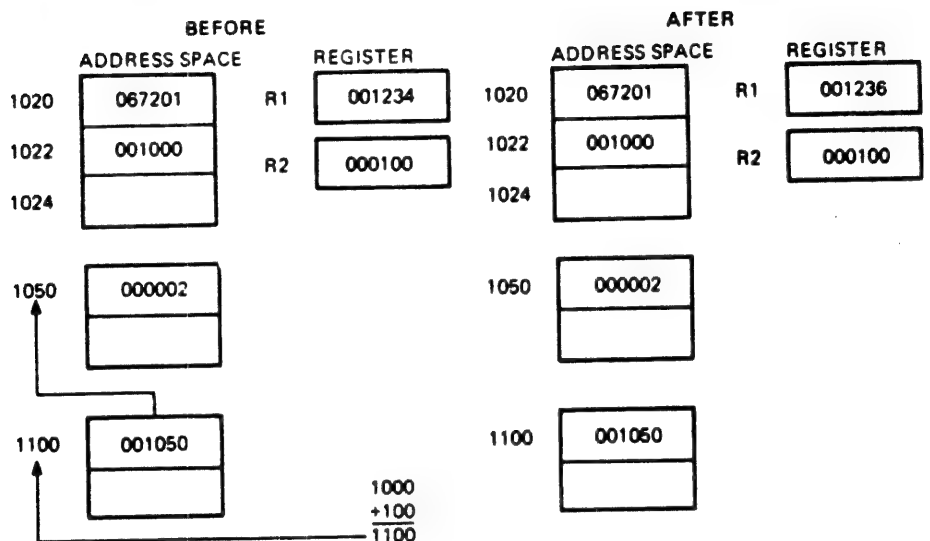 BEFORE
ADDRESS SPACE REGISTER
1020 067201 R1 001234
1022 001000 R2 000100
1024
1050 000002
1100 001050
1000
+100
1100
AFTER
ADDRESS SPACE REGISTER
1020 067201 R1 001236
1022 001000 R2 000100
1024
1050 000002
1100 001050